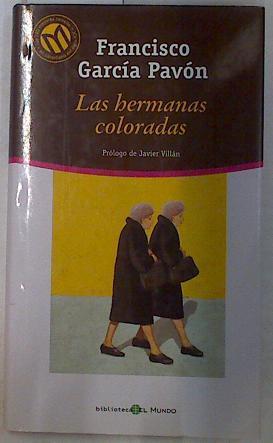 Francisco
García Pavón
Las hermanas
coloradas
Prólogo de Javier Villán
biblioteca EL MUNDO